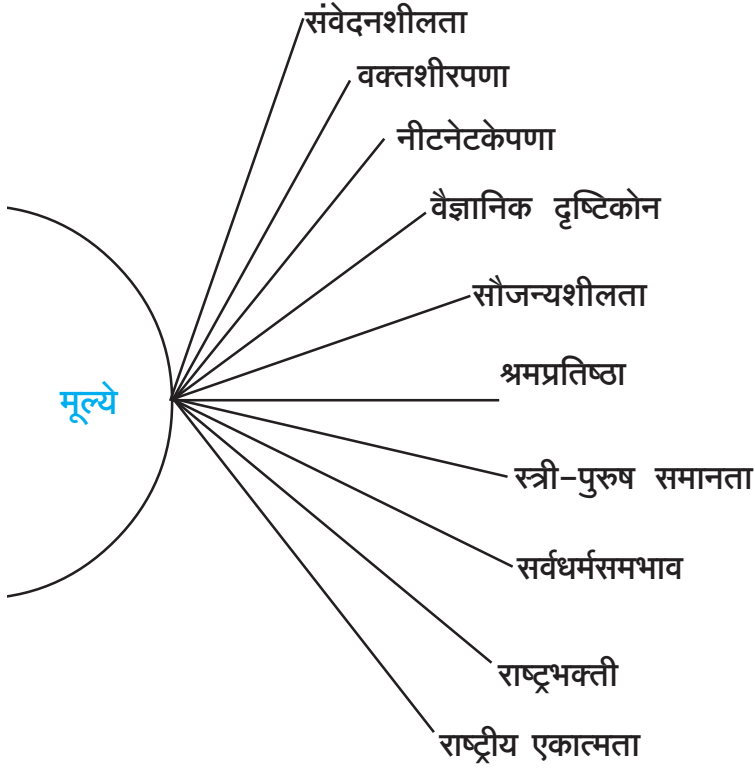 संवेदनशीलता
वक्तशीरपणा
नीटनेटकेपणा
वैज्ञानिक दृष्टिकोन
सौजन्यशीलता
श्रमप्रतिष्ठा
मूल्ये
स्त्री-पुरुष समानता
सर्वधर्मसमभाव
राष्ट्रभक्ती
राष्ट्रीय एकात्मता